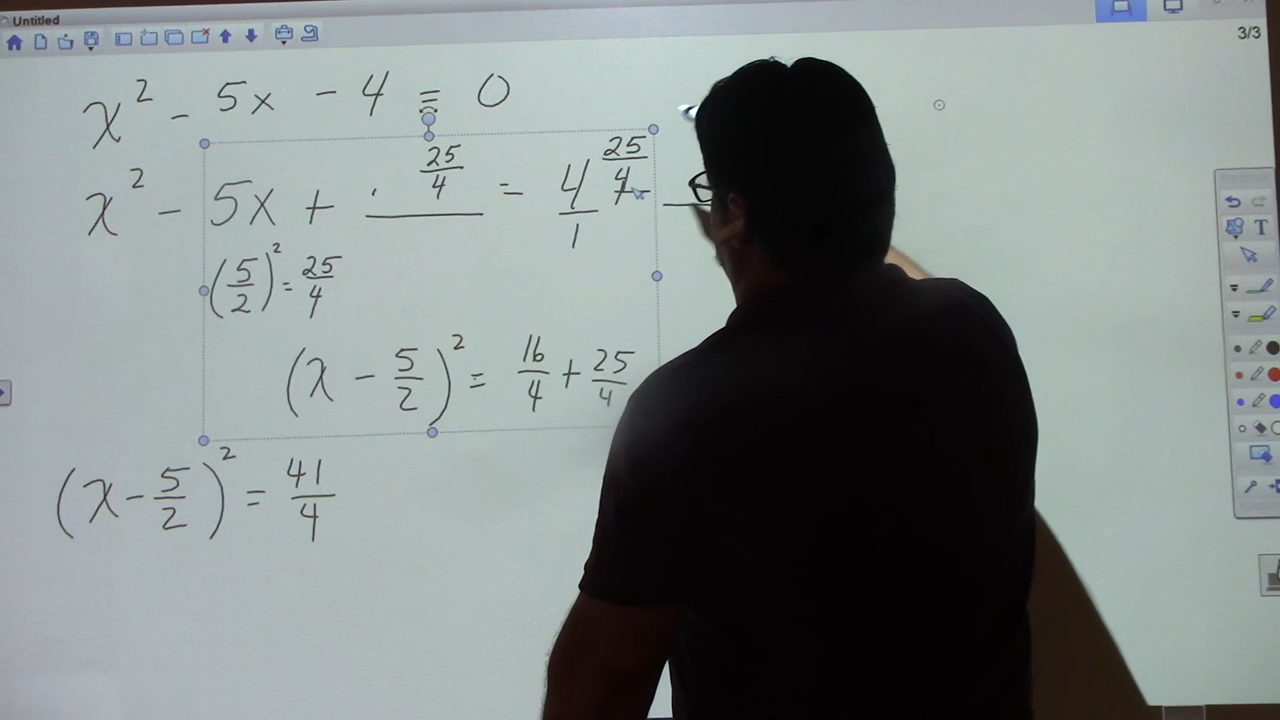 Untitled
3/3
x² - 5x - 4 = 0
x² - 5x + 25/4 = 4/1 + 25/4
(5/2)² = 25/4
(x - 5/2)² = 16/4 + 25/4
(x - 5/2)² = 41/4
T